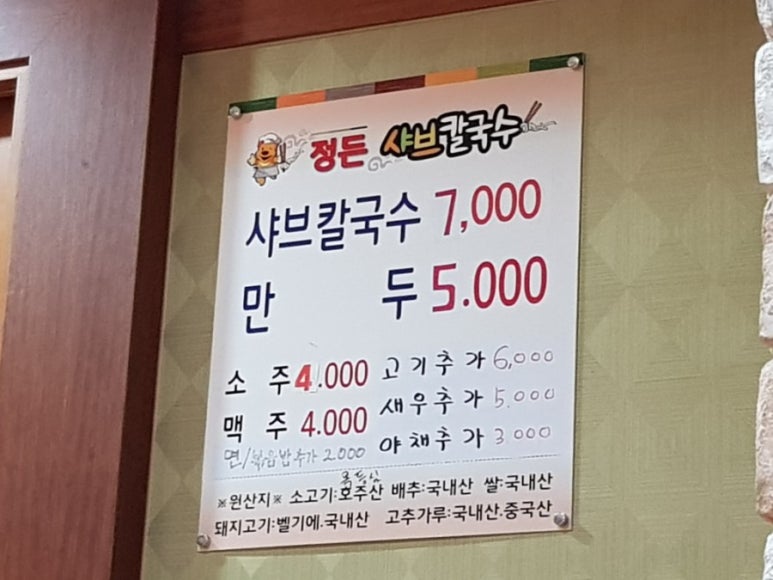 정든 샤브칼국수
샤브칼국수 7,000
만 두 5.000
소 주 4.000
맥 주 4.000
면/볶음밥추가 2.000
고기추가 6,000
새우추가 5.000
야채추가 3.000
※원산지※ 소고기:호주산 배추:국내산 쌀:국내산
돼지고기:벨기에.국내산 고추가루:국내산.중국산